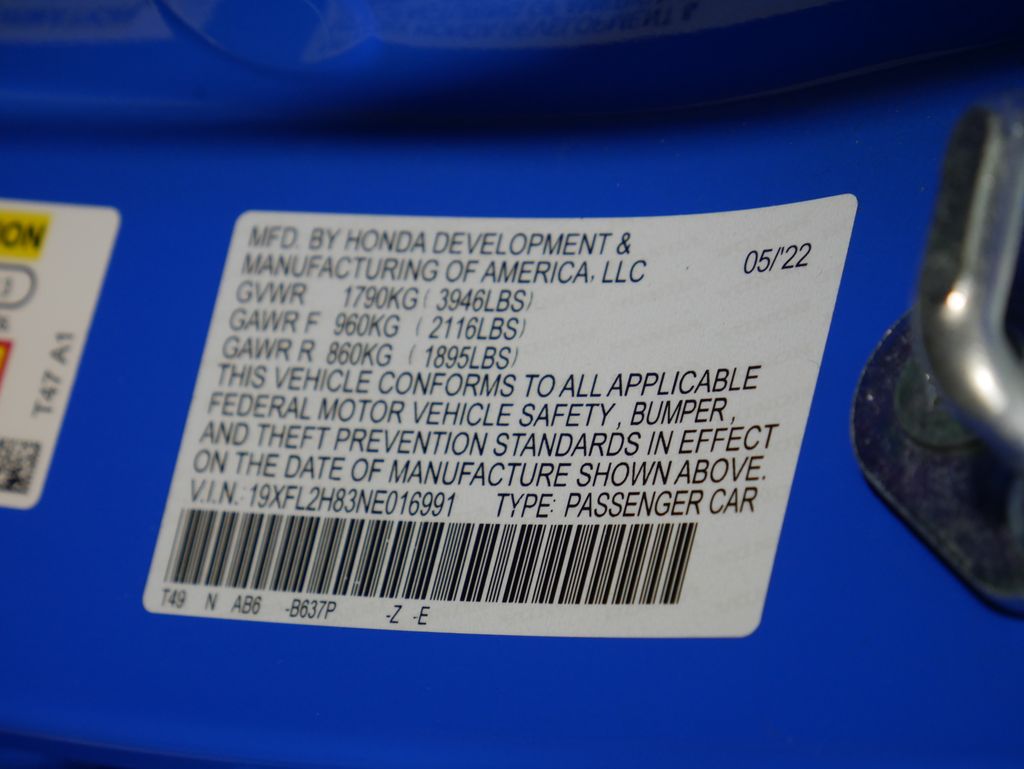 MFD. BY HONDA DEVELOPMENT &
MANUFACTURING OF AMERICA, LLC
05/'22
GVWR 1790KG ( 3946LBS)
GAWR F 960KG ( 2116LBS)
GAWR R 860KG ( 1895LBS)
THIS VEHICLE CONFORMS TO ALL APPLICABLE
FEDERAL MOTOR VEHICLE SAFETY, BUMPER,
AND THEFT PREVENTION STANDARDS IN EFFECT
ON THE DATE OF MANUFACTURE SHOWN ABOVE.
V.I.N.: 19XFL2H83NE016991 TYPE: PASSENGER CAR
T49 N AB6 -B637P -Z -E
ION
T47 A1